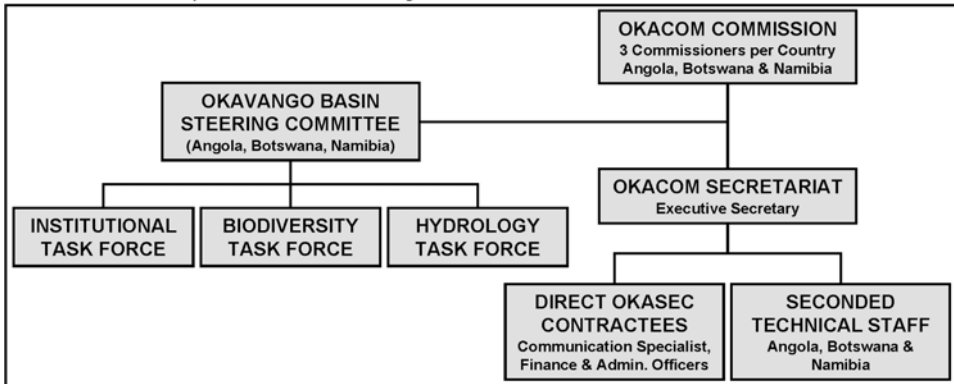 OKACOM COMMISSION
3 Commissioners per Country
Angola, Botswana & Namibia
OKAVANGO BASIN
STEERING COMMITTEE
(Angola, Botswana, Namibia)
OKACOM SECRETARIAT
Executive Secretary
INSTITUTIONAL
TASK FORCE
BIODIVERSITY
TASK FORCE
HYDROLOGY
TASK FORCE
DIRECT OKASEC
CONTRACTEES
Communication Specialist,
Finance & Admin. Officers
SECONDED
TECHNICAL STAFF
Angola, Botswana &
Namibia